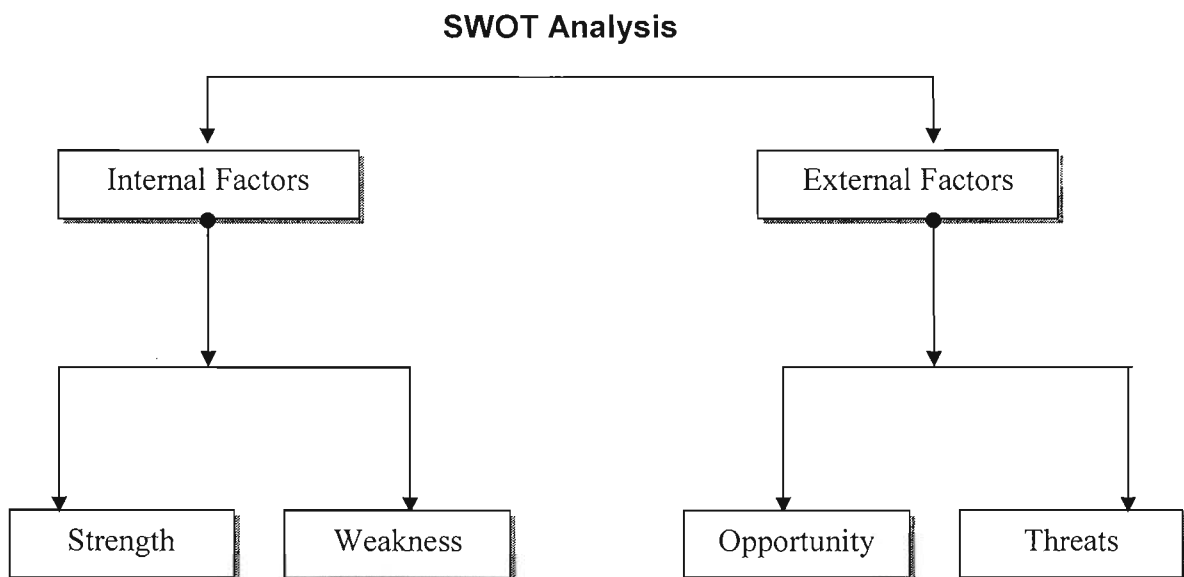 SWOT Analysis
Internal Factors
External Factors
Strength
Weakness
Opportunity
Threats